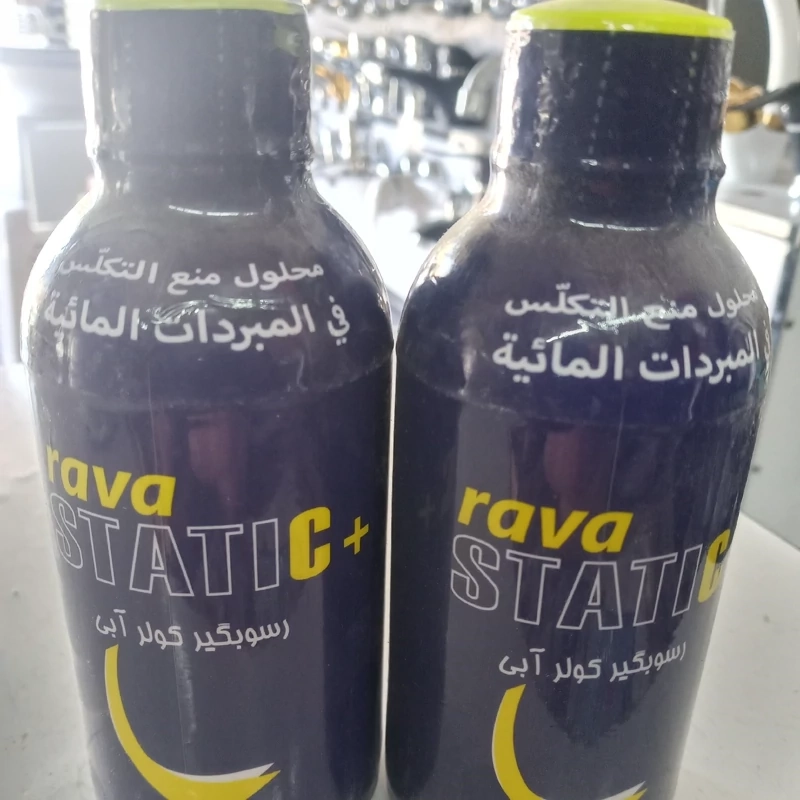 محلول منع التكلّس
في المبردات المائية
rava
STATIC+
رسوبگیر کولر آبی
محلول منع التكلّس
المبردات المائية
rava
STATIC
رسوبگیر کولر آبی